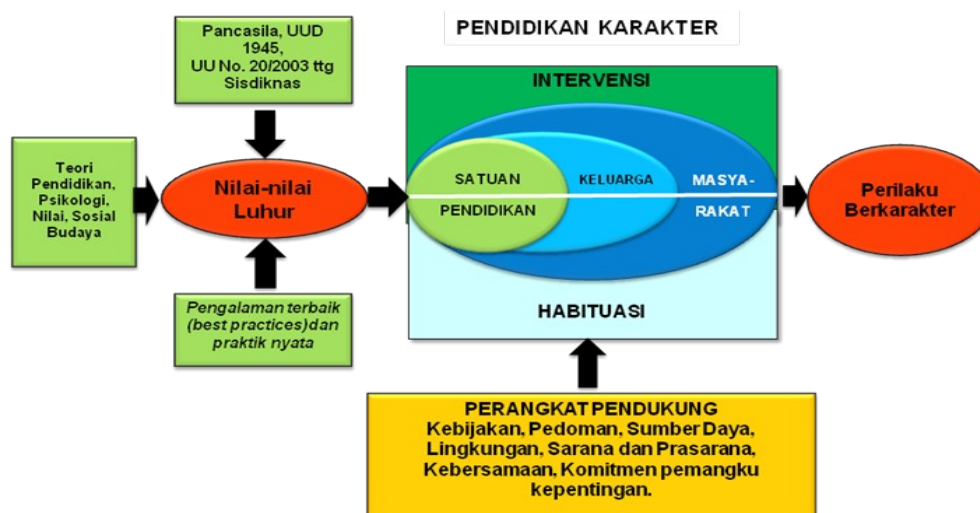 PENDIDIKAN KARAKTER
Pancasila, UUD
1945,
UU No. 20/2003 ttg
Sisdiknas
Teori
Pendidikan,
Psikologi,
Nilai, Sosial
Budaya
Nilai-nilai
Luhur
Pengalaman terbaik
(best practices)dan
praktik nyata
INTERVENSI
SATUAN
PENDIDIKAN
KELUARGA
MASYA-
RAKAT
HABITUASI
Perilaku
Berkarakter
PERANGKAT PENDUKUNG
Kebijakan, Pedoman, Sumber Daya,
Lingkungan, Sarana dan Prasarana,
Kebersamaan, Komitmen pemangku
kepentingan.